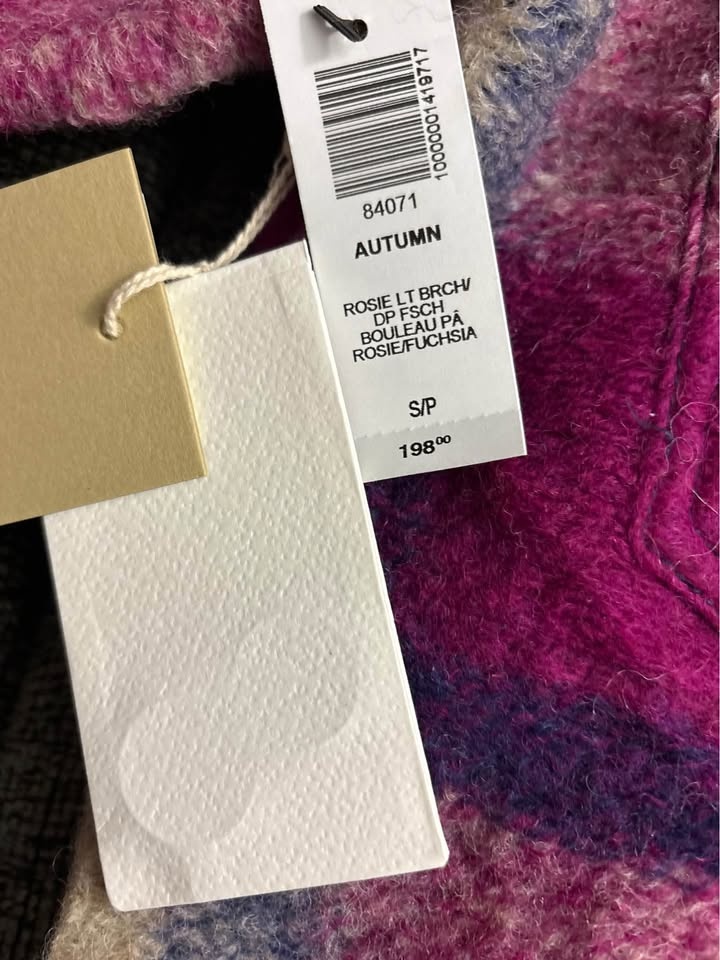 1000001419717
84071
AUTUMN
ROSIE LT BRCH/
DP FSCH
BOULEAU PÂ
ROSIE/FUCHSIA
S/P
198⁰⁰